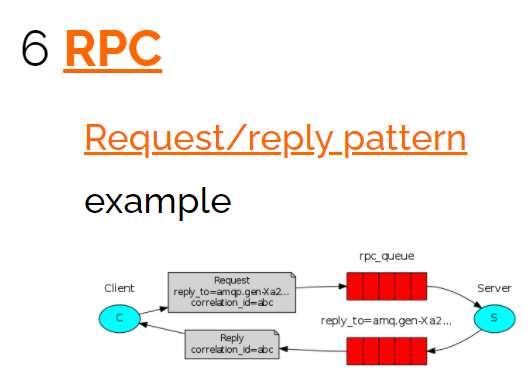 6 RPC
Request/reply pattern
example
rpc_queue
Client
Request
reply_to=amqp.gen-Xa2...
correlation_id=abc
Server
C
S
reply_to=amq.gen-Xa2...
Reply
correlation_id=abc